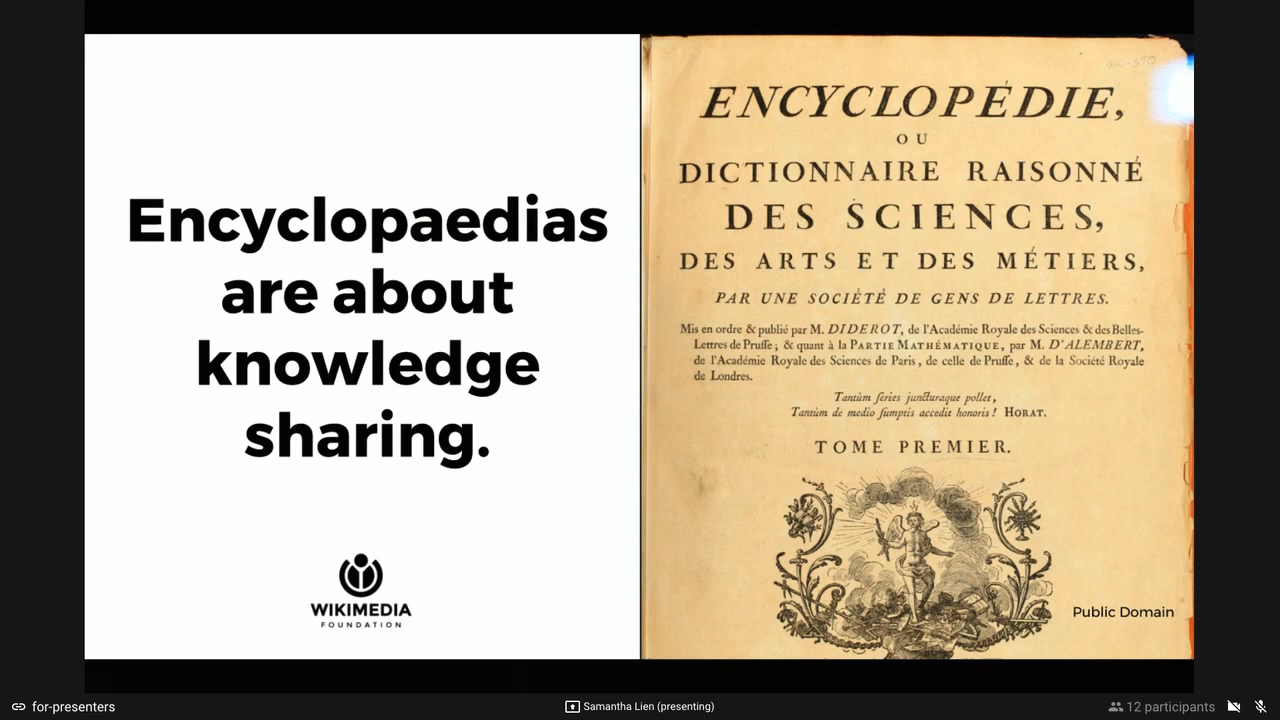 Encyclopaedias
are about
knowledge
sharing.
WIKIMEDIA
FOUNDATION
ENCYCLOPÉDIE,
OU
DICTIONNAIRE RAISONNÉ
DES SCIENCES,
DES ARTS ET DES MÉTIERS,
PAR UNE SOCIÉTÉ DE GENS DE LETTRES.
Mis en ordre & publié par M. DIDEROT, de l'Académie Royale des Sciences & des Belles-
Lettres de Prusse ; & quant à la PARTIE MATHÉMATIQUE, par M. D'ALEMBERT,
de l'Académie Royale des Sciences de Paris, de celle de Prusse, & de la Société Royale
de Londres.
Tantùm series juncturaque pollet,
Tantùm de medio sumptis accedit honoris ! HORAT.
TOME PREMIER.
Public Domain
for-presenters
Samantha Lien (presenting)
12 participants